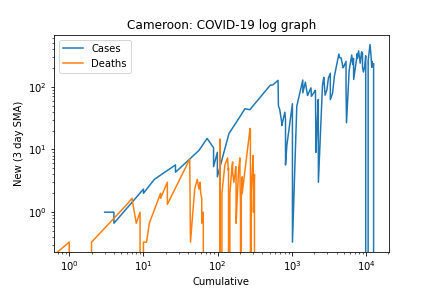 Cameroon: COVID-19 log graph
Cases
Deaths
New (3 day SMA)
10²
10¹
10⁰
10⁰ 10¹ 10² 10³ 10⁴
Cumulative